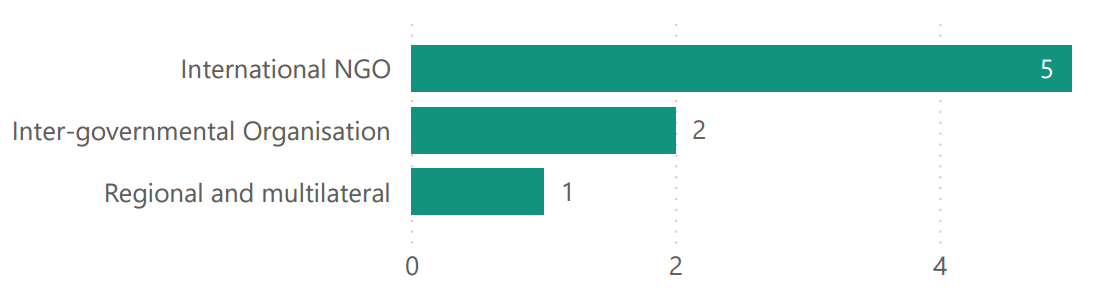 International NGO 5
Inter-governmental Organisation 2
Regional and multilateral 1
0 2 4